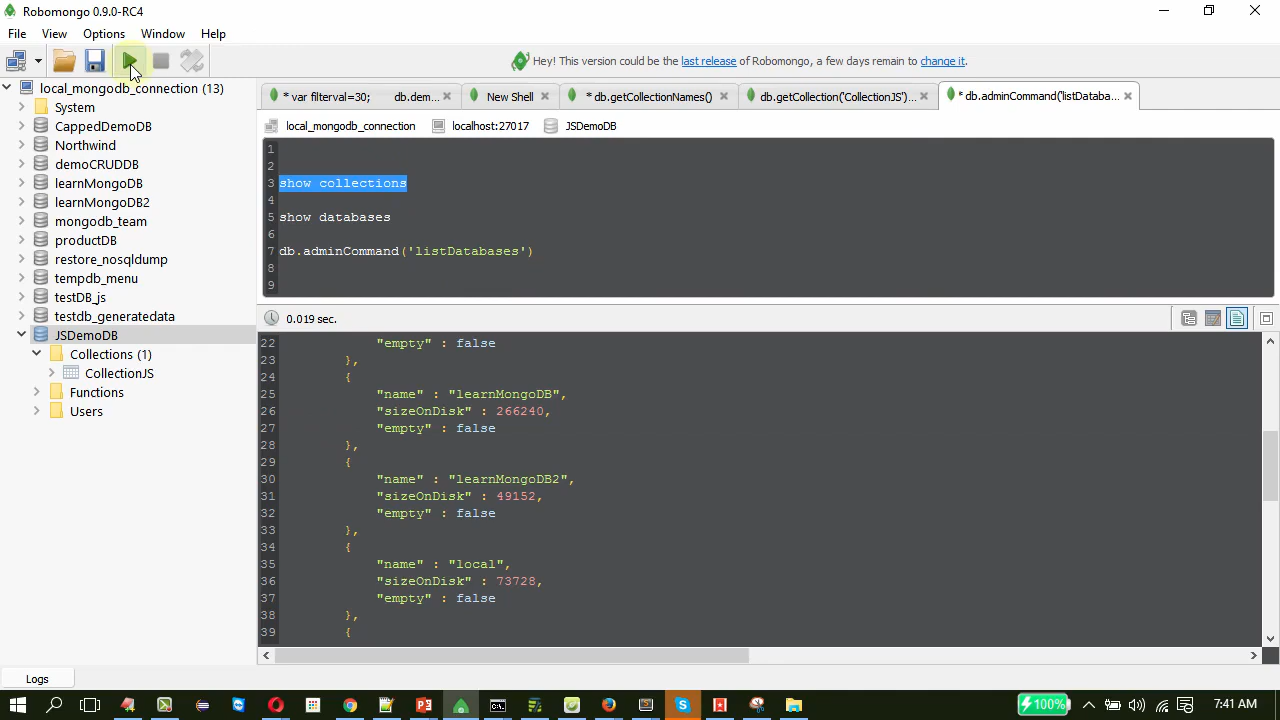 Robomongo 0.9.0-RC4
File View Options Window Help
Hey! This version could be the last release of Robomongo, a few days remain to change it.
local_mongodb_connection (13)
System
CappedDemoDB
Northwind
demoCRUDDB
learnMongoDB
learnMongoDB2
mongodb_team
productDB
restore_nosqldump
tempdb_menu
testDB_js
testdb_generatedata
JSDemoDB
Collections (1)
CollectionJS
Functions
Users
* var filterval=30; db.dem...
New Shell
* db.getCollectionNames()
db.getCollection('CollectionJS')...
* db.adminCommand('listDataba...
local_mongodb_connection localhost:27017 JSDemoDB
1
2
3 show collections
4
5 show databases
6
7 db.adminCommand('listDatabases')
8
9
0.019 sec.
22 "empty" : false
23 },
24 {
25 "name" : "learnMongoDB",
26 "sizeOnDisk" : 266240,
27 "empty" : false
28 },
29 {
30 "name" : "learnMongoDB2",
31 "sizeOnDisk" : 49152,
32 "empty" : false
33 },
34 {
35 "name" : "local",
36 "sizeOnDisk" : 73728,
37 "empty" : false
38 },
39 {
Logs
100%
7:41 AM